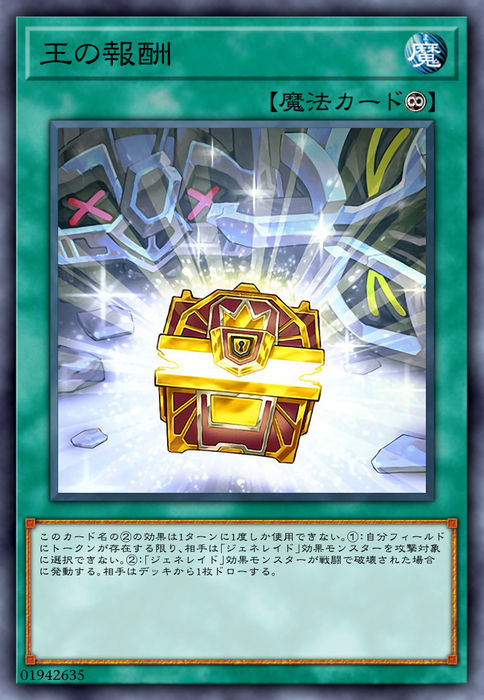 王の報酬
魔
【魔法カード♾】
このカード名の②の効果は1ターンに1度しか使用できない。①:自分フィールド
にトークンが存在する限り、相手は「ジェネレイド」効果モンスターを攻撃対象
に選択できない。②:「ジェネレイド」効果モンスターが戦闘で破壊された場合
に発動する。相手はデッキから1枚ドローする。
01942635